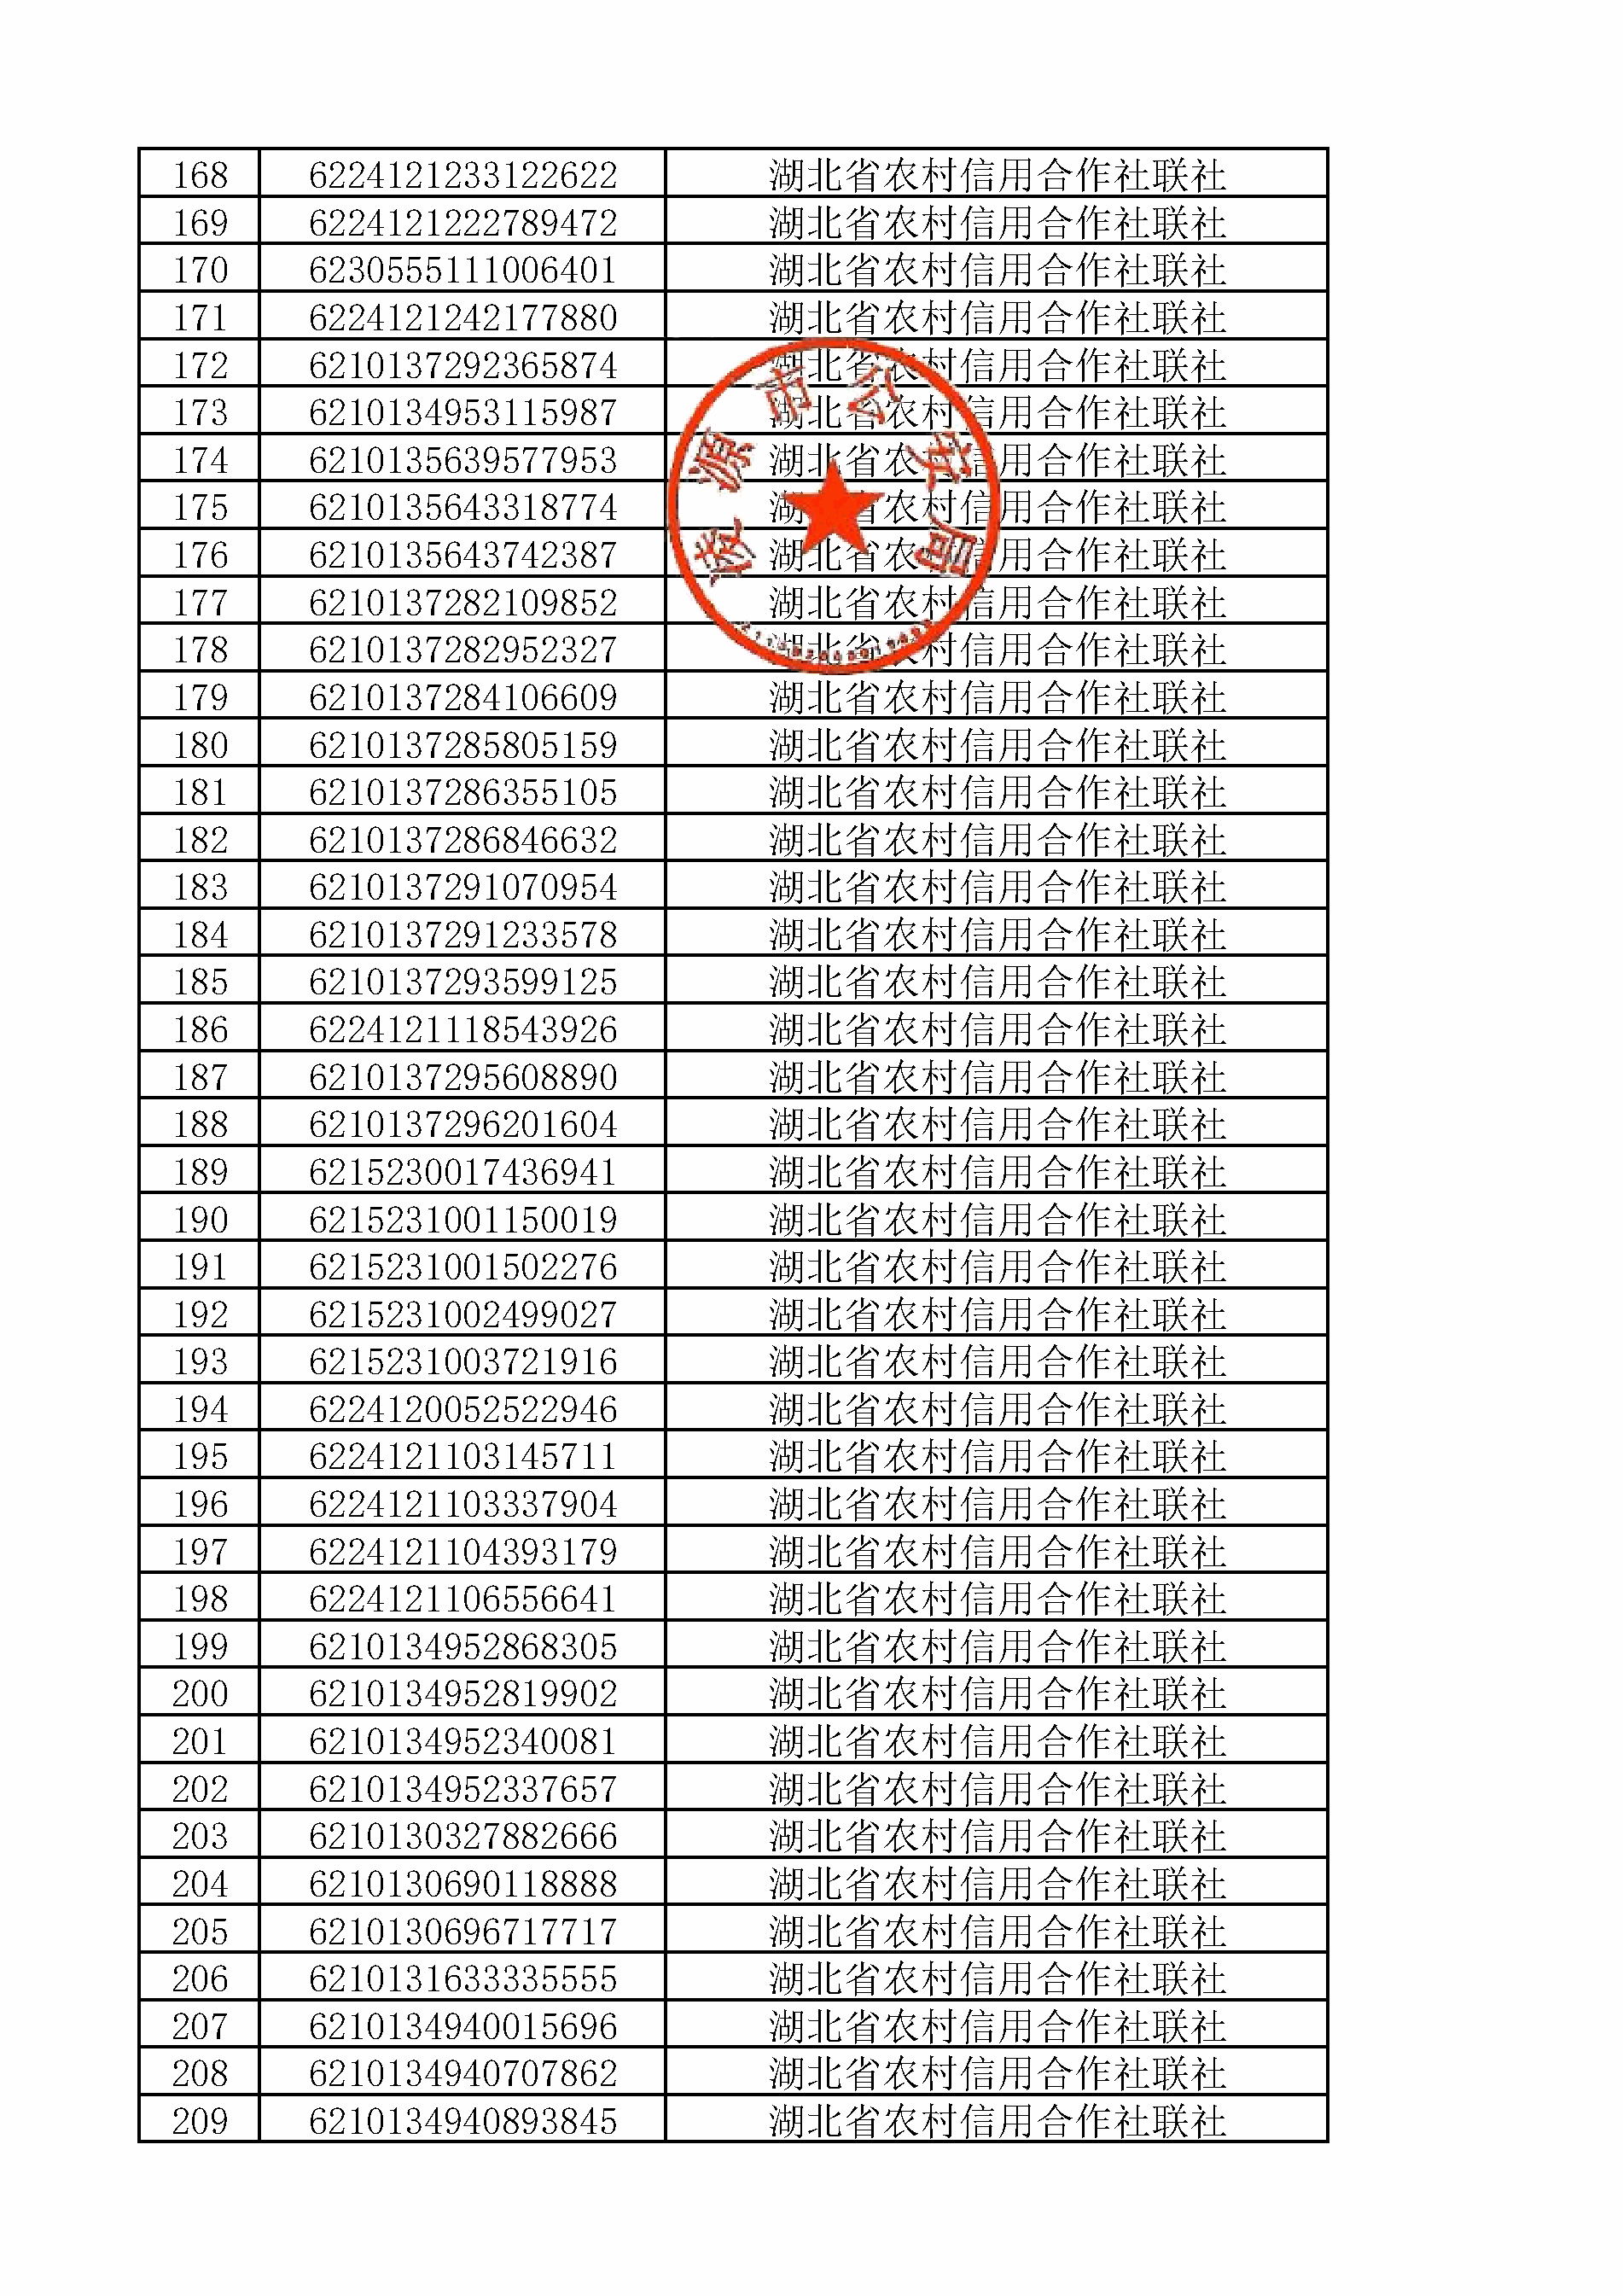 168 6224121233122622 湖北省农村信用合作社联社
169 6224121222789472 湖北省农村信用合作社联社
170 6230555111006401 湖北省农村信用合作社联社
171 6224121242177880 湖北省农村信用合作社联社
172 6210137292365874 湖北省农村信用合作社联社
173 6210134953115987 湖北省农村信用合作社联社
174 6210135639577953 湖北省农村信用合作社联社
175 6210135643318774 湖北省农村信用合作社联社
176 6210135643742387 湖北省农村信用合作社联社
177 6210137282109852 湖北省农村信用合作社联社
178 6210137282952327 湖北省农村信用合作社联社
179 6210137284106609 湖北省农村信用合作社联社
180 6210137285805159 湖北省农村信用合作社联社
181 6210137286355105 湖北省农村信用合作社联社
182 6210137286846632 湖北省农村信用合作社联社
183 6210137291070954 湖北省农村信用合作社联社
184 6210137291233578 湖北省农村信用合作社联社
185 6210137293599125 湖北省农村信用合作社联社
186 6224121118543926 湖北省农村信用合作社联社
187 6210137295608890 湖北省农村信用合作社联社
188 6210137296201604 湖北省农村信用合作社联社
189 6215230017436941 湖北省农村信用合作社联社
190 6215231001150019 湖北省农村信用合作社联社
191 6215231001502276 湖北省农村信用合作社联社
192 6215231002499027 湖北省农村信用合作社联社
193 6215231003721916 湖北省农村信用合作社联社
194 6224120052522946 湖北省农村信用合作社联社
195 6224121103145711 湖北省农村信用合作社联社
196 6224121103337904 湖北省农村信用合作社联社
197 6224121104393179 湖北省农村信用合作社联社
198 6224121106556641 湖北省农村信用合作社联社
199 6210134952868305 湖北省农村信用合作社联社
200 6210134952819902 湖北省农村信用合作社联社
201 6210134952340081 湖北省农村信用合作社联社
202 6210134952337657 湖北省农村信用合作社联社
203 6210130327882666 湖北省农村信用合作社联社
204 6210130690118888 湖北省农村信用合作社联社
205 6210130696717717 湖北省农村信用合作社联社
206 6210131633335555 湖北省农村信用合作社联社
207 6210134940015696 湖北省农村信用合作社联社
208 6210134940707862 湖北省农村信用合作社联社
209 6210134940893845 湖北省农村信用合作社联社
凌源市公安局